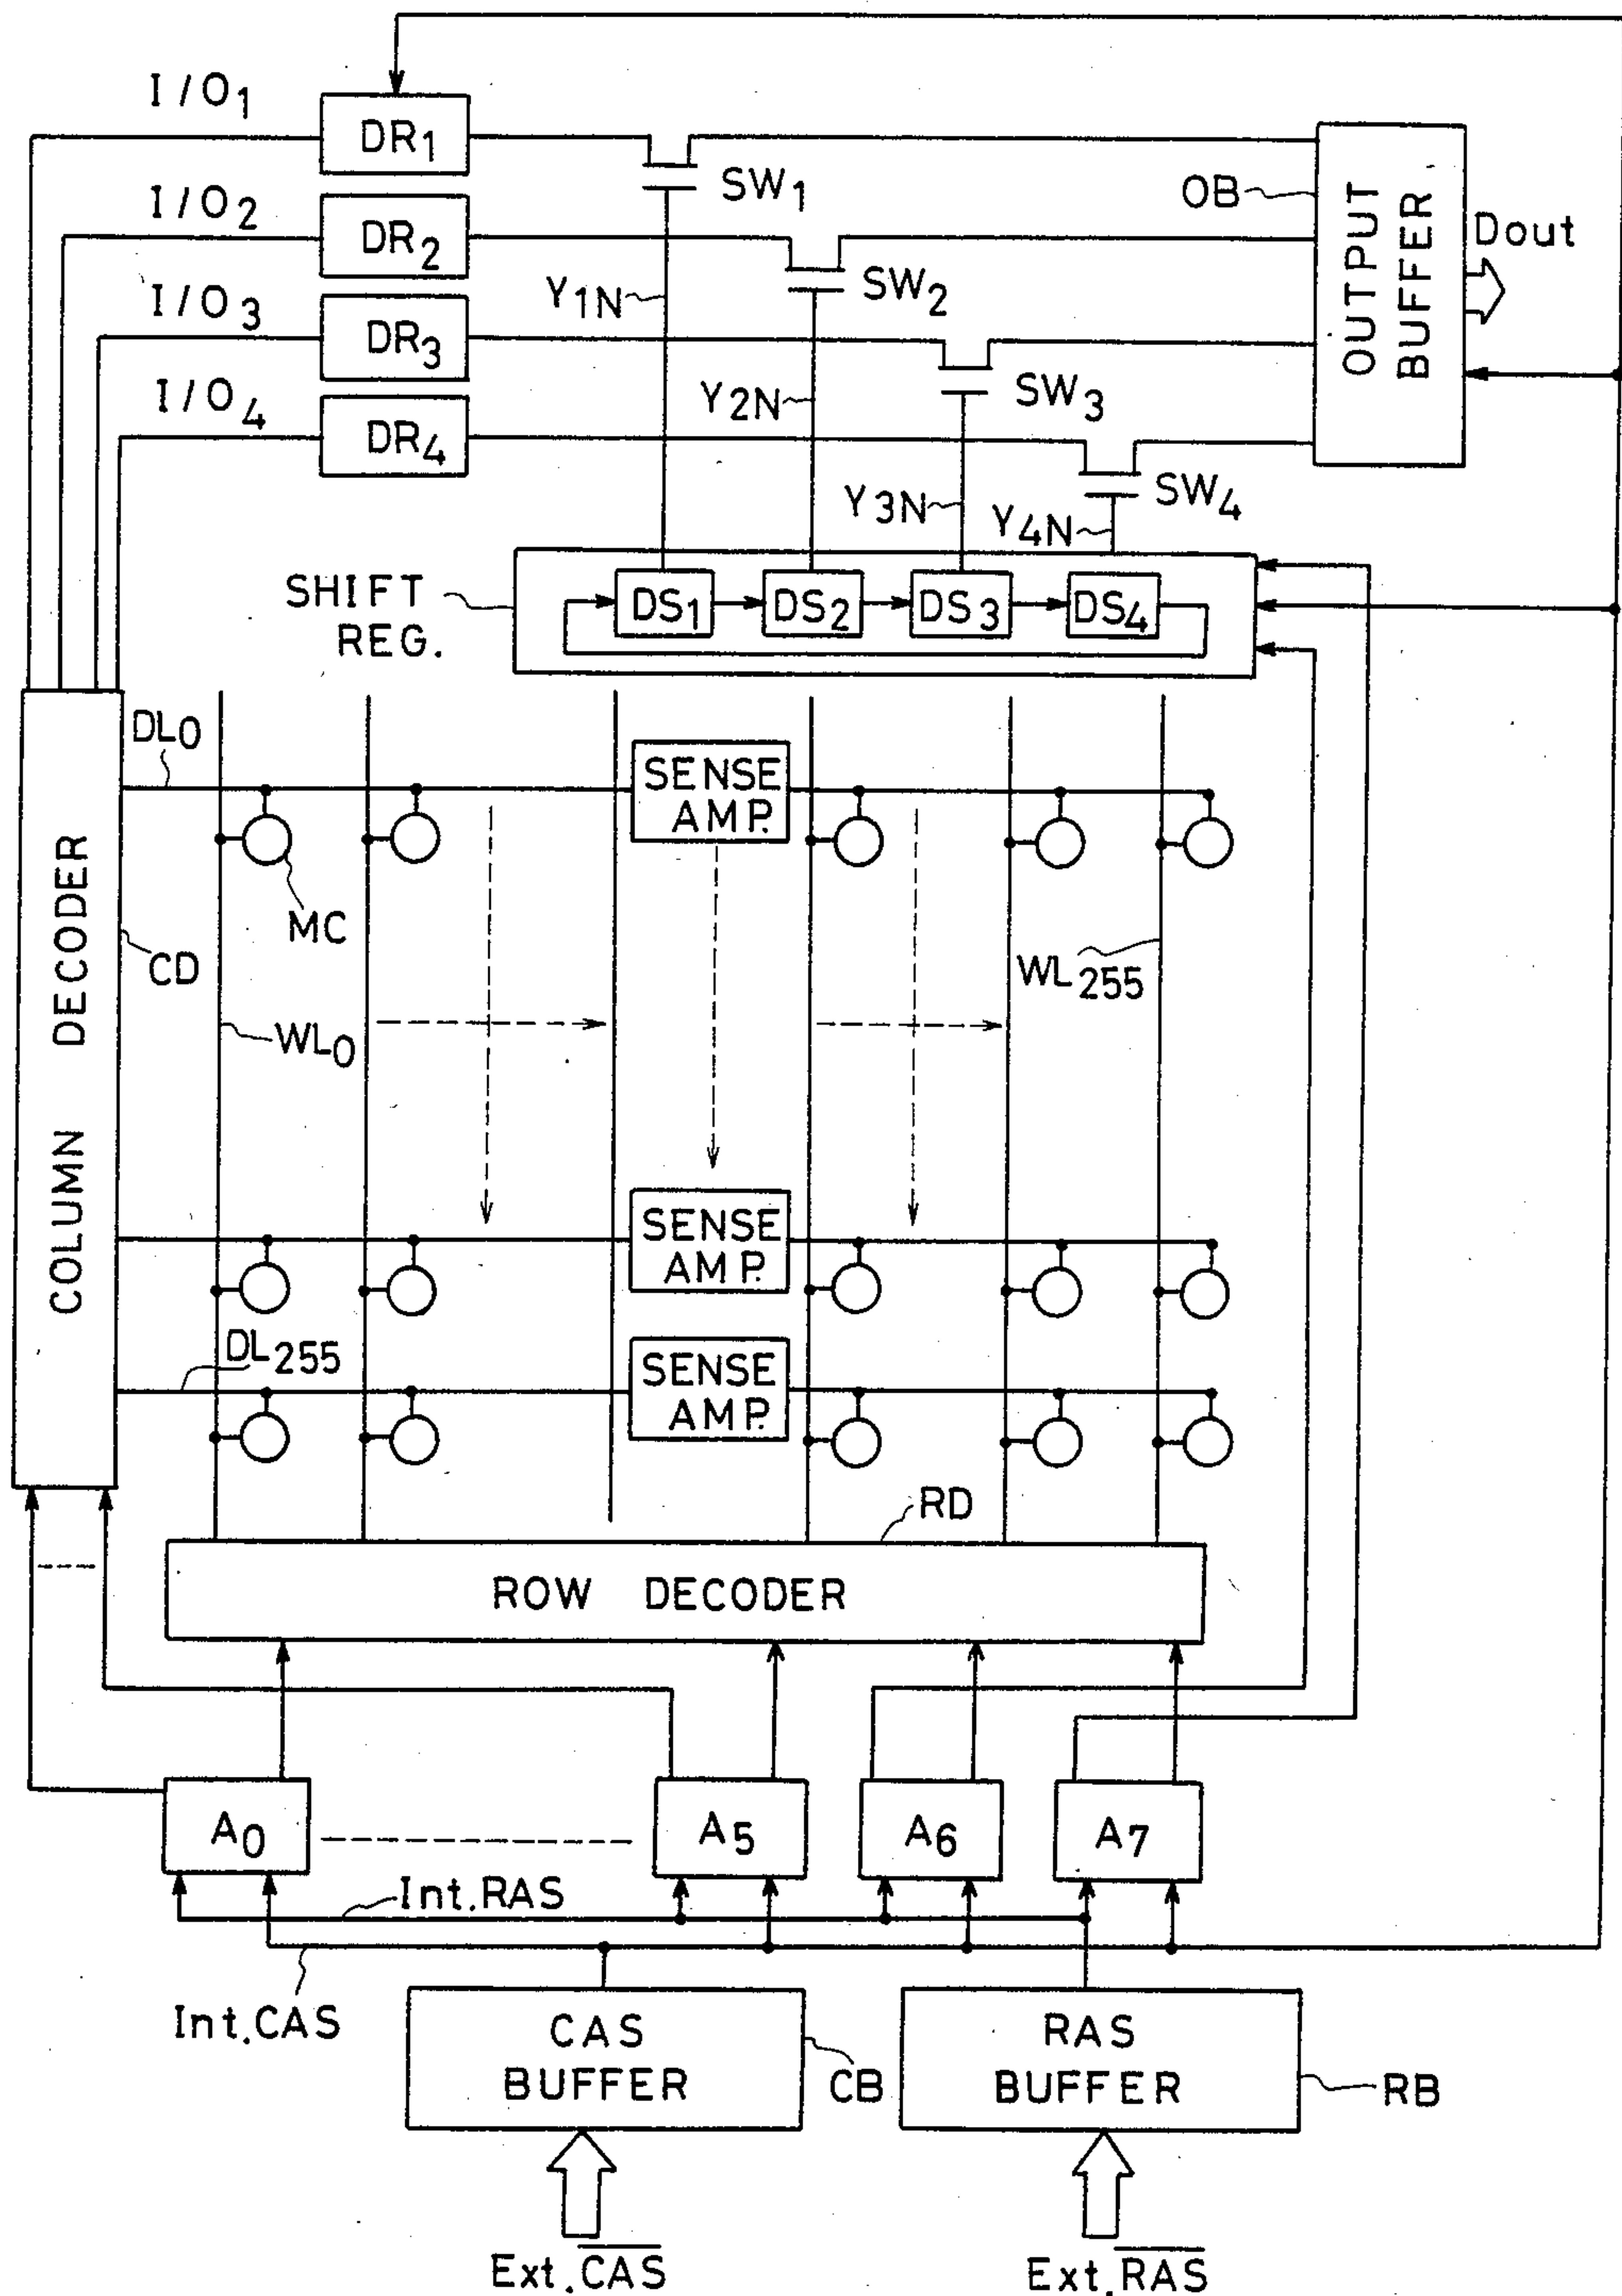 I/O1
DR1
SW1
OB
OUTPUT
BUFFER
Dout
I/O2
DR2
Y1N
SW2
I/O3
DR3
Y2N
SW3
I/O4
DR4
Y3N
Y4N
SW4
SHIFT
REG.
DS1
DS2
DS3
DS4
DL0
SENSE
AMP.
MC
COLUMN DECODER
CD
WL255
WL0
SENSE
AMP.
DL255
SENSE
AMP.
RD
ROW DECODER
A0
A5
A6
A7
Int.RAS
Int.CAS
CAS
BUFFER
CB
RAS
BUFFER
RB
Ext.C̅A̅S̅
Ext.R̅A̅S̅